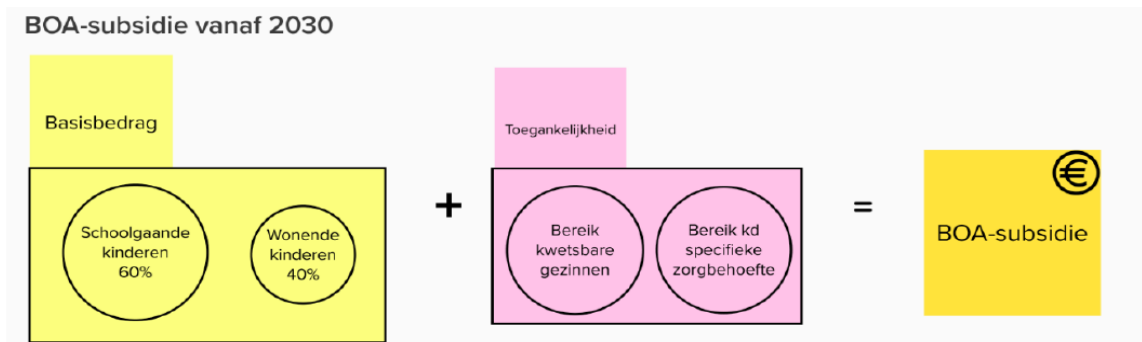 BOA-subsidie vanaf 2030
Basisbedrag
Schoolgaande
kinderen
60%
Wonende
kinderen
40%
+
Toegankelijkheid
Bereik
kwetsbare
gezinnen
Bereik kd
specifieke
zorgbehoefte
=
€
BOA-subsidie